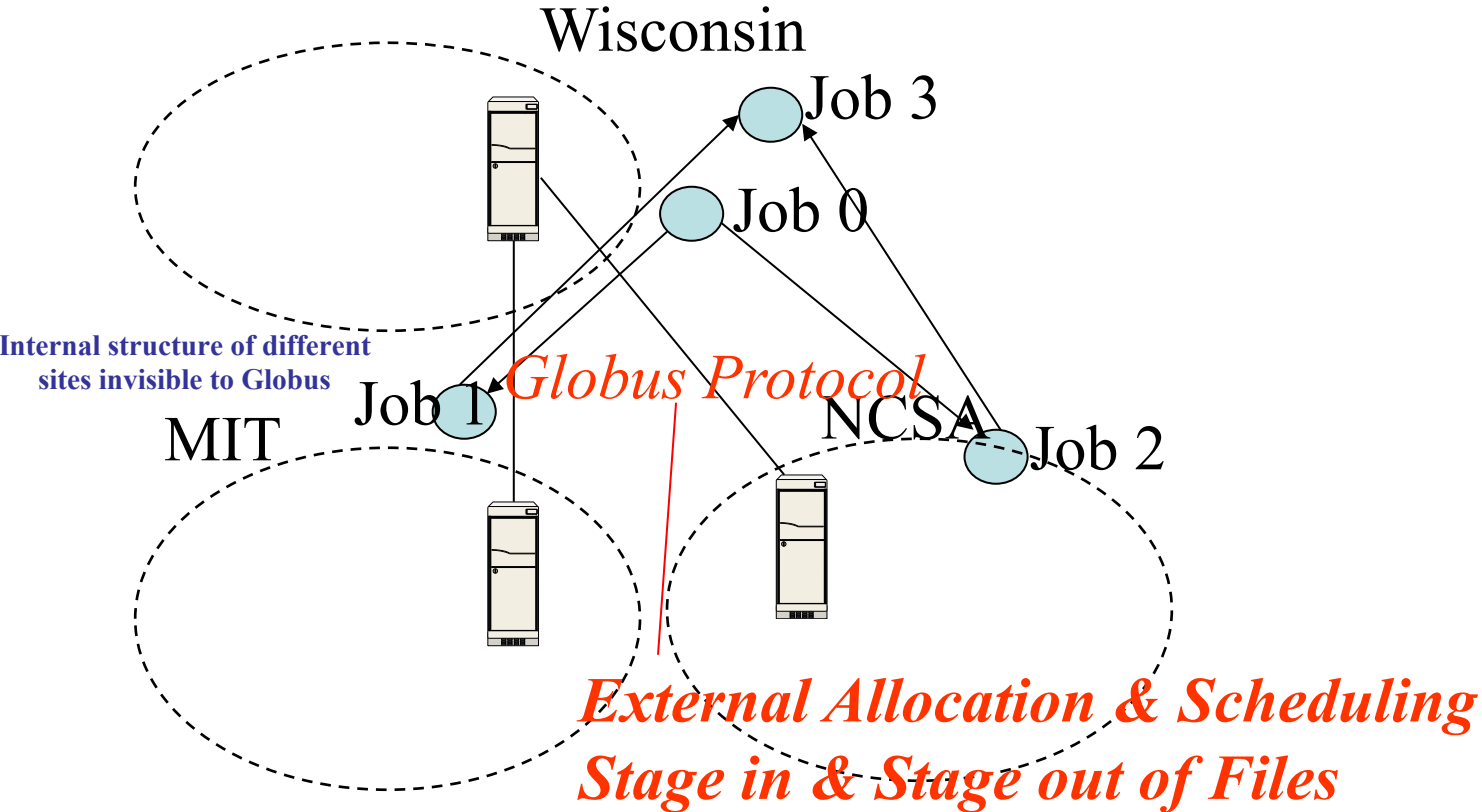 Wisconsin
Job 3
Job 0
Internal structure of different
sites invisible to Globus
Globus Protocol
Job 1
NCSA
MIT
Job 2
External Allocation & Scheduling
Stage in & Stage out of Files